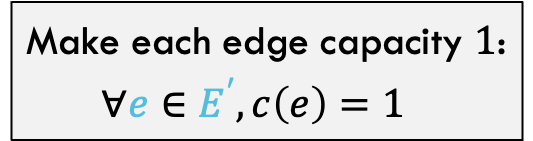 Make each edge capacity 1:
∀e ∈ E′, c(e) = 1